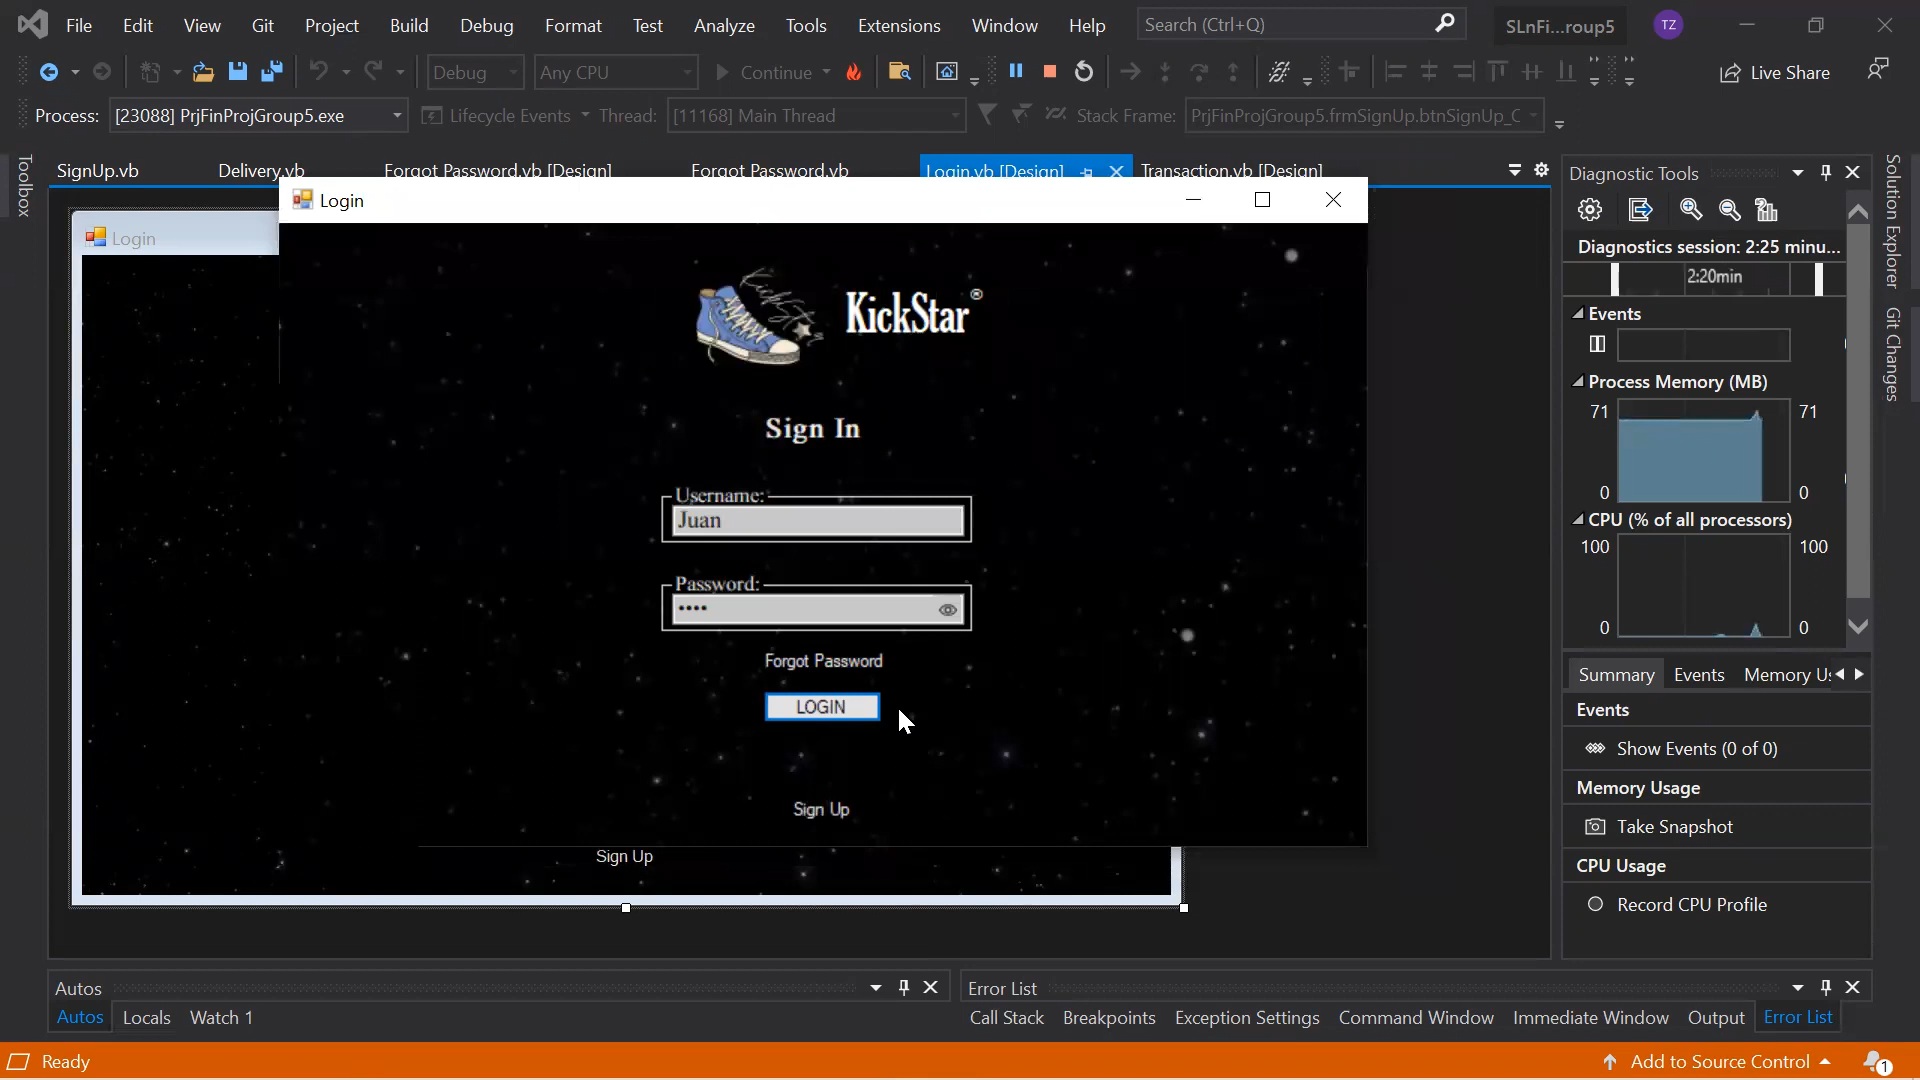 File Edit View Git Project Build Debug Format Test Analyze Tools Extensions Window Help Search (Ctrl+Q) SLnFi...roup5 TZ
Debug Any CPU Continue Live Share
Process: [23088] PrjFinProjGroup5.exe Lifecycle Events Thread: [11168] Main Thread Stack Frame: PrjFinProjGroup5.frmSignUp.btnSignUp_C
Toolbox
SignUp.vb Delivery.vb Forgot Password.vb [Design] Forgot Password.vb Login.vb [Design] Transaction.vb [Design]
Login
Login
KickStar
KickStar®
Sign In
Username:
Juan
Password:
••••
Forgot Password
LOGIN
Sign Up
Sign Up
Diagnostic Tools
Diagnostics session: 2:25 minu...
2:20min
Events
Process Memory (MB)
71 71
0 0
CPU (% of all processors)
100 100
0 0
Summary Events Memory Us
Events
Show Events (0 of 0)
Memory Usage
Take Snapshot
CPU Usage
Record CPU Profile
Solution Explorer
Git Changes
Autos
Autos Locals Watch 1
Error List
Call Stack Breakpoints Exception Settings Command Window Immediate Window Output Error List
Ready Add to Source Control 1